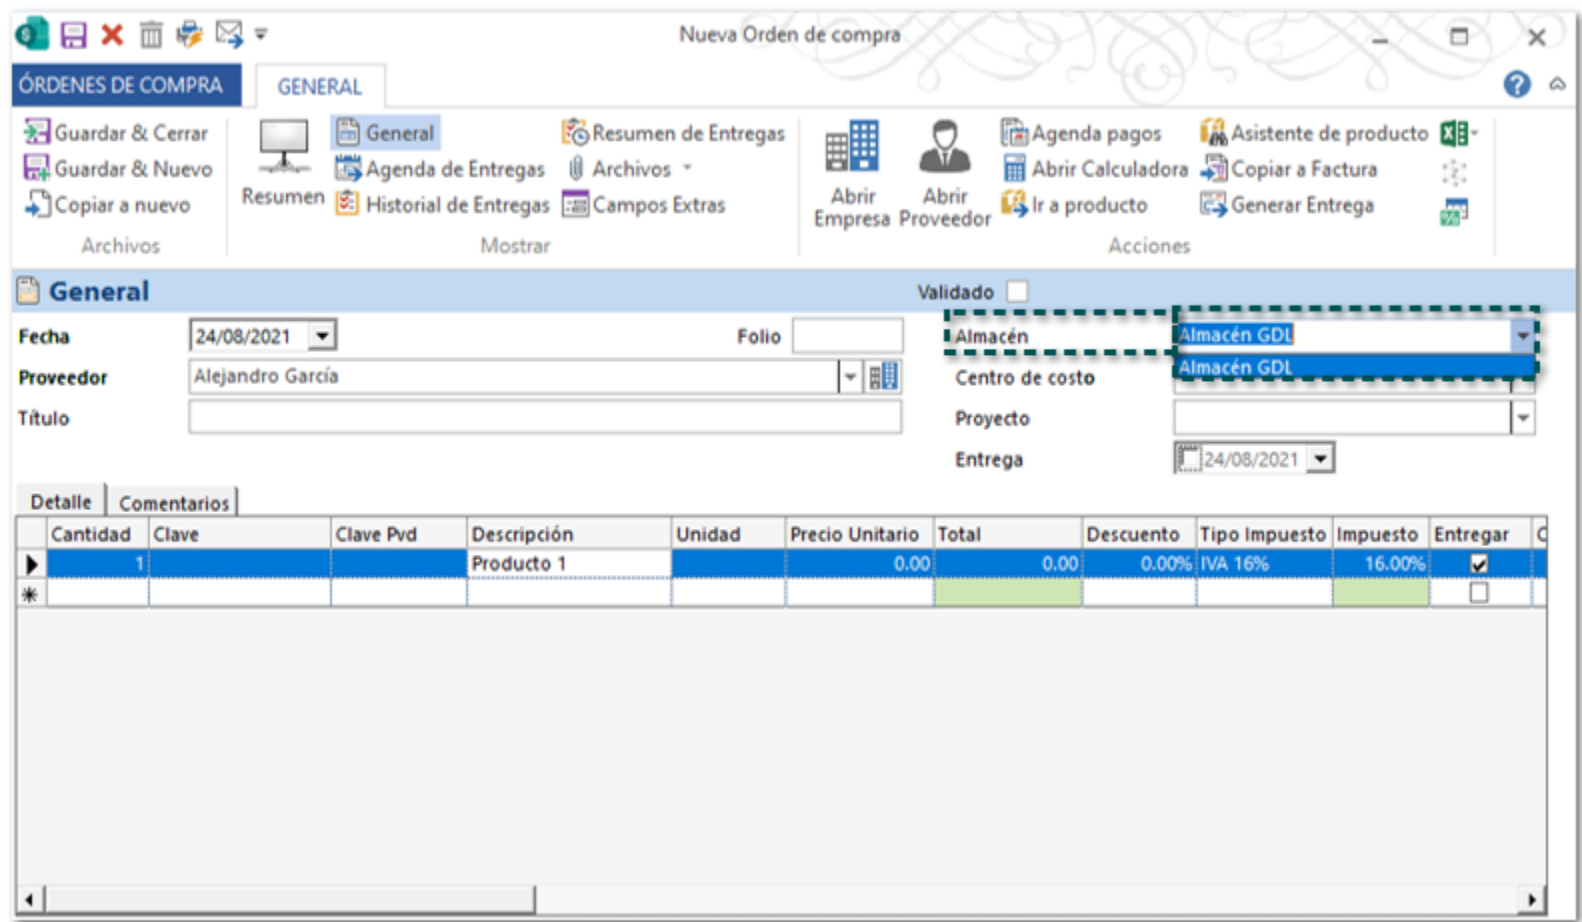 Nueva Orden de compra
ÓRDENES DE COMPRA GENERAL
Guardar & Cerrar
Guardar & Nuevo
Copiar a nuevo
Archivos
Resumen
General
Agenda de Entregas
Historial de Entregas
Resumen de Entregas
Archivos
Campos Extras
Mostrar
Abrir Empresa
Abrir Proveedor
Agenda pagos
Abrir Calculadora
Ir a producto
Asistente de producto
Copiar a Factura
Generar Entrega
Acciones
General Validado
Fecha 24/08/2021 Folio Almacén Almacén GDL
Almacén GDL
Proveedor Alejandro García Centro de costo
Título Proyecto
Entrega 24/08/2021
Detalle Comentarios
Cantidad Clave Clave Pvd Descripción Unidad Precio Unitario Total Descuento Tipo Impuesto Impuesto Entregar C
1 Producto 1 0.00 0.00 0.00% IVA 16% 16.00%